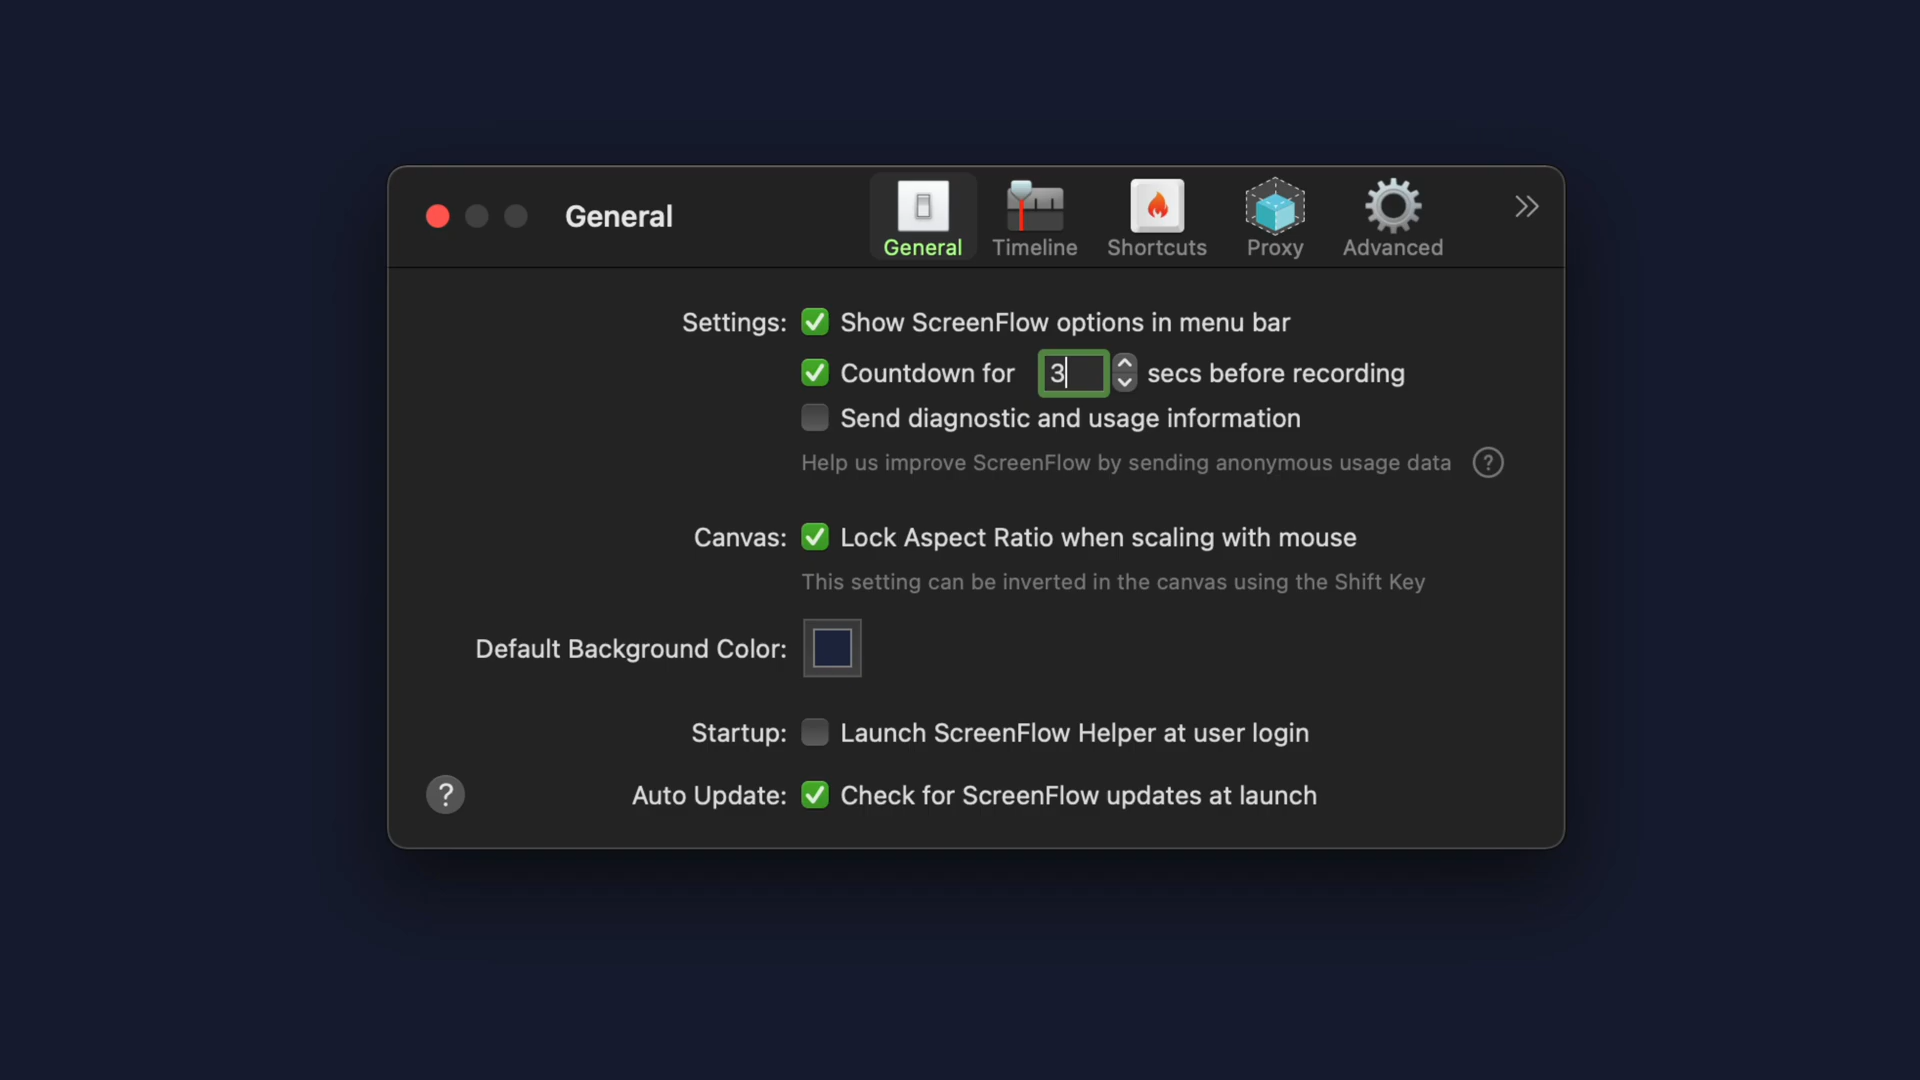 General
General Timeline Shortcuts Proxy Advanced
Settings: Show ScreenFlow options in menu bar
Countdown for 3 secs before recording
Send diagnostic and usage information
Help us improve ScreenFlow by sending anonymous usage data ?
Canvas: Lock Aspect Ratio when scaling with mouse
This setting can be inverted in the canvas using the Shift Key
Default Background Color:
Startup: Launch ScreenFlow Helper at user login
? Auto Update: Check for ScreenFlow updates at launch